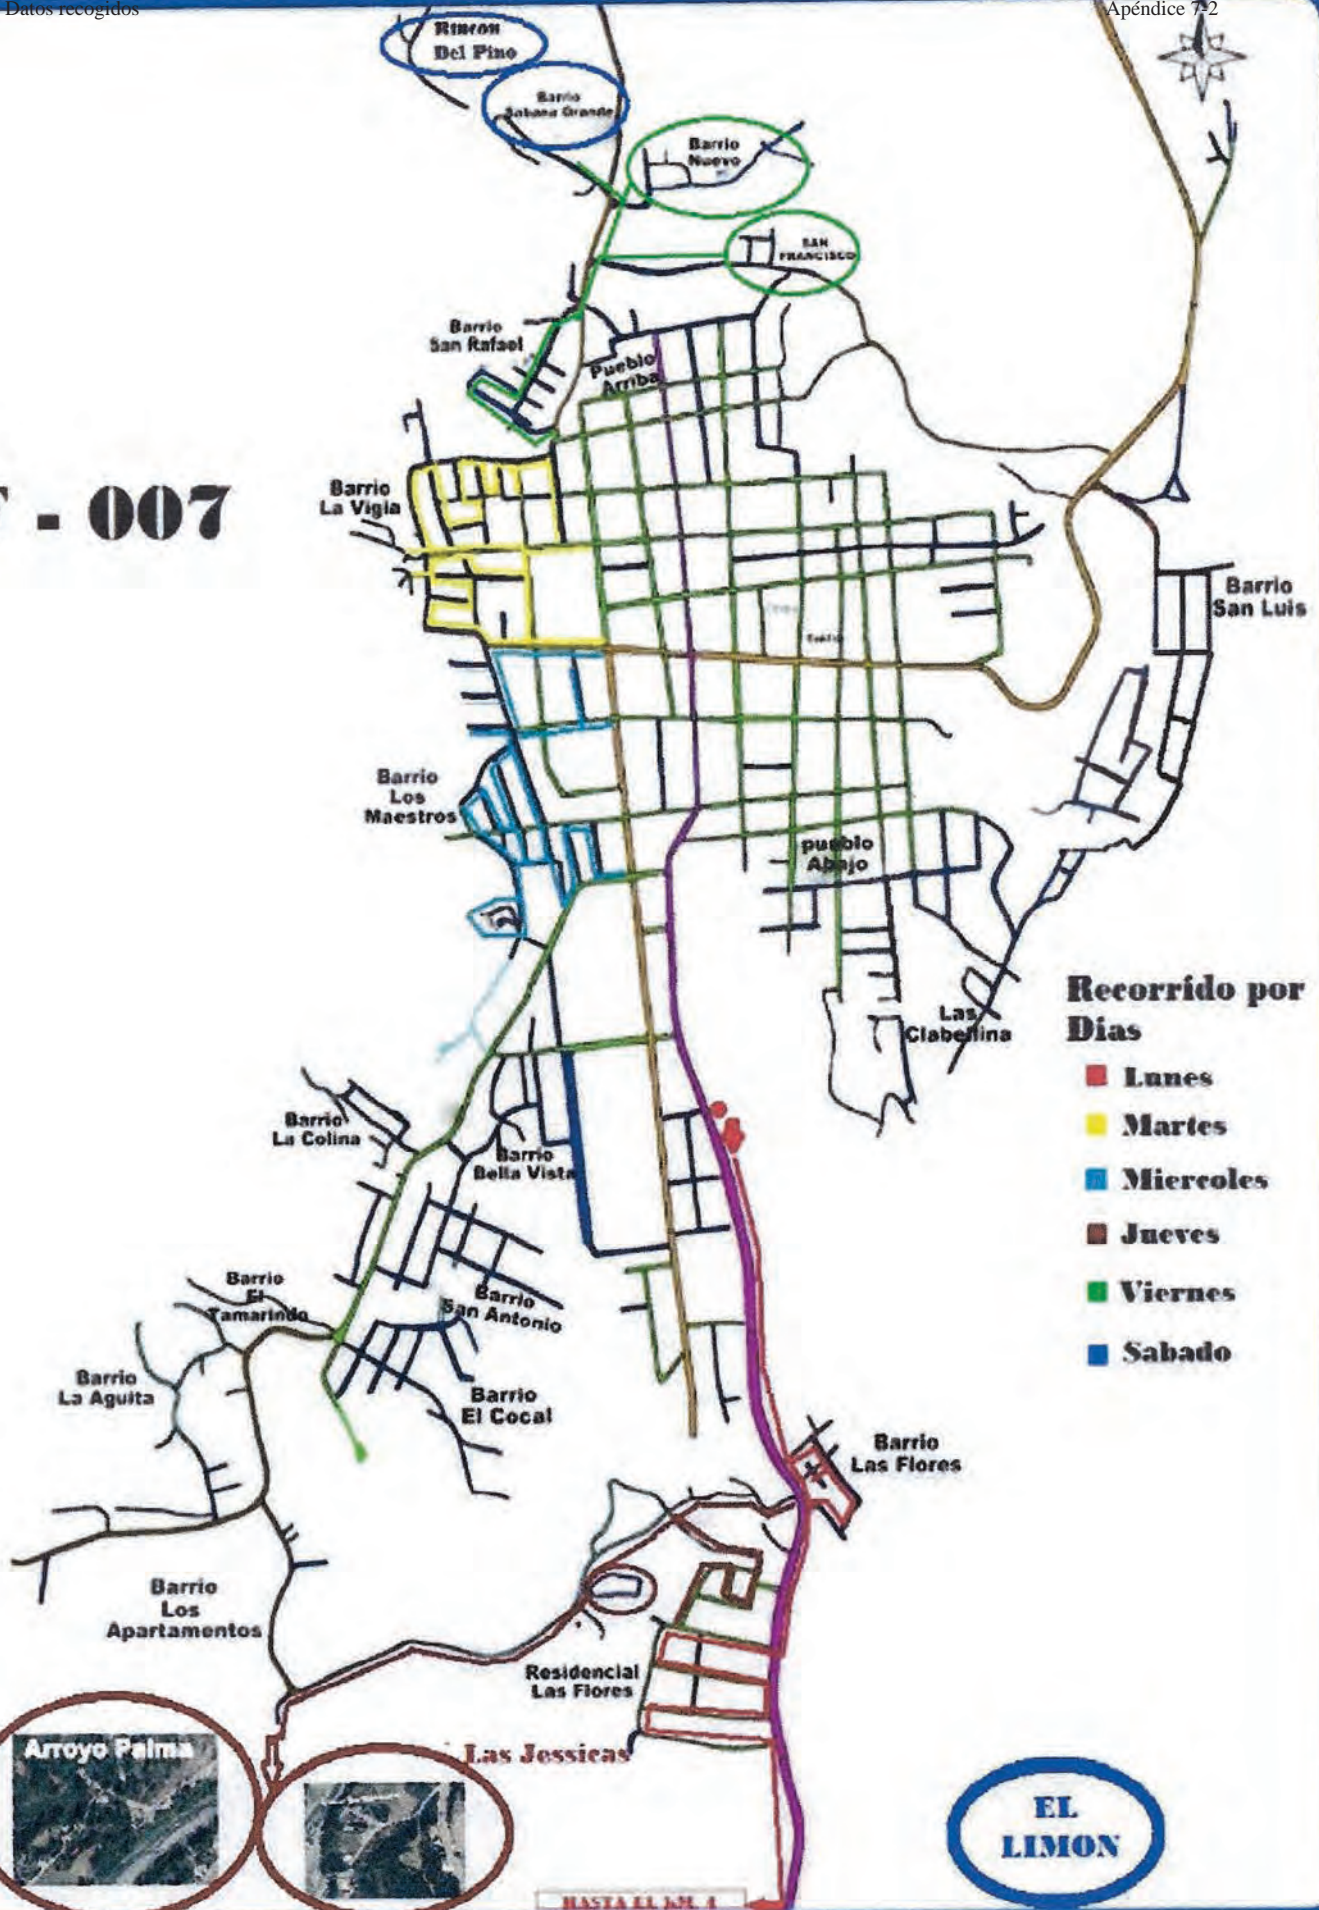 Datos recogidos
Apéndice 7-2
Rincon
Del Pino
Barrio
Sabana Grande
Barrio
Nuevo
SAN
FRANCISCO
Barrio
San Rafael
Pueblo
Arriba
- 007
Barrio
La Vigia
Barrio
San Luis
Barrio
Los
Maestros
pueblo
Abajo
Las
Clabellina
Recorrido por
Dias
Lunes
Martes
Miercoles
Jueves
Viernes
Sabado
Barrio
La Colina
Barrio
Bella Vista
Barrio
El
Tamarindo
Barrio
San Antonio
Barrio
La Aguita
Barrio
El Cocal
Barrio
Las Flores
Barrio
Los
Apartamentos
Residencial
Las Flores
Arroyo Palma
Las Jessicas
EL
LIMON
HASTA EL KM. 4